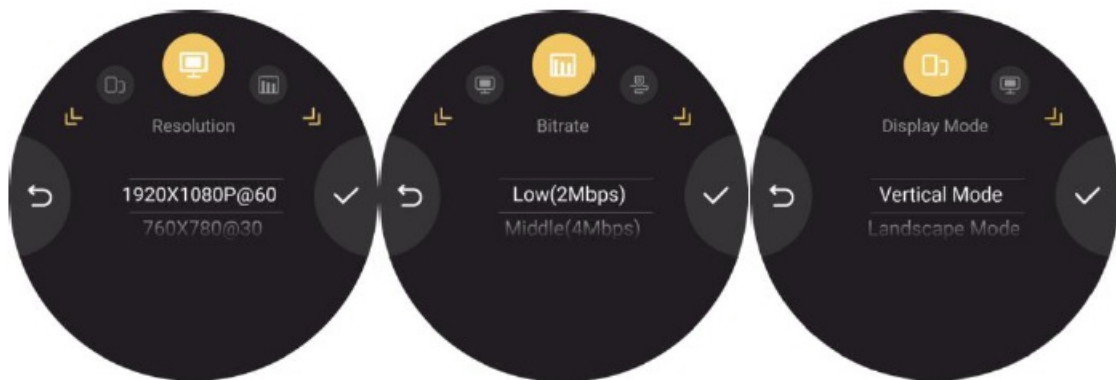 Resolution
1920X1080P@60
760X780@30
Bitrate
Low(2Mbps)
Middle(4Mbps)
Display Mode
Vertical Mode
Landscape Mode